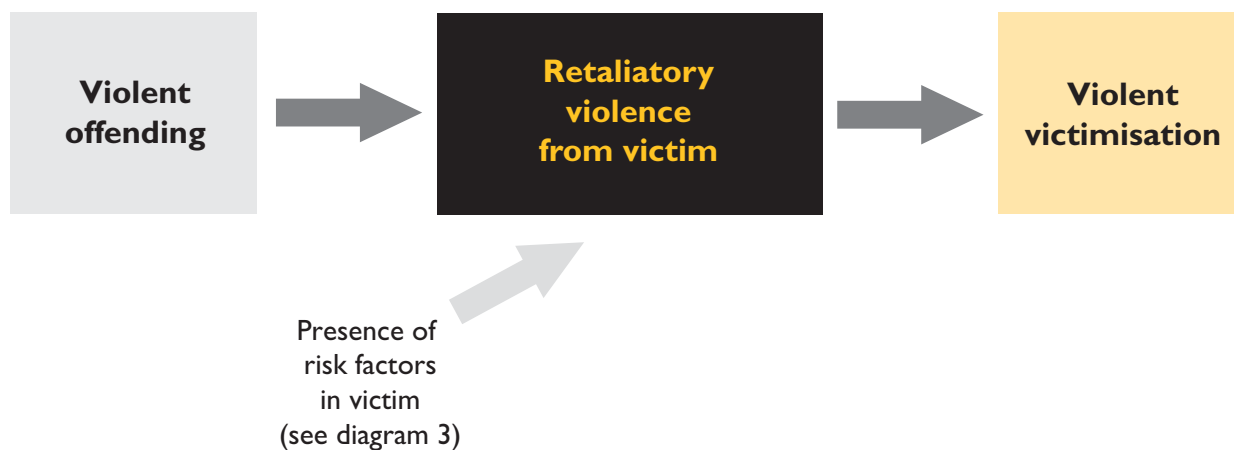 Violent
offending
Retaliatory
violence
from victim
Violent
victimisation
Presence of
risk factors
in victim
(see diagram 3)